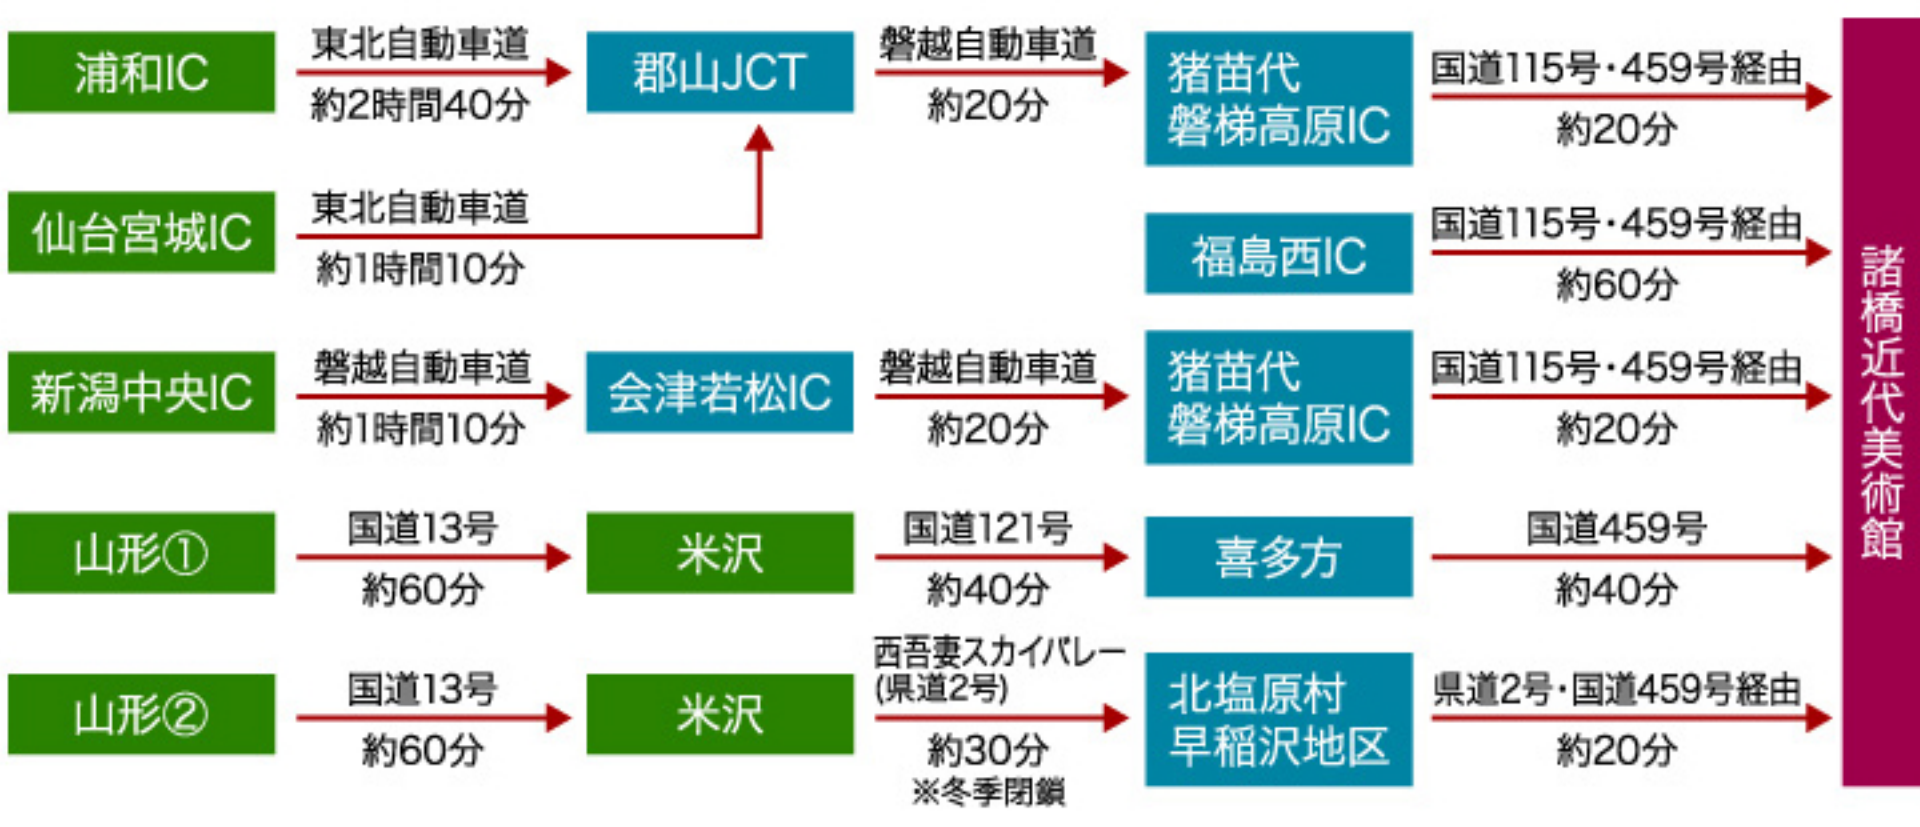 浦和IC
東北自動車道
約2時間40分
郡山JCT
磐越自動車道
約20分
猪苗代
磐梯高原IC
国道115号・459号経由
約20分
仙台宮城IC
東北自動車道
約1時間10分
福島西IC
国道115号・459号経由
約60分
新潟中央IC
磐越自動車道
約1時間10分
会津若松IC
磐越自動車道
約20分
猪苗代
磐梯高原IC
国道115号・459号経由
約20分
山形①
国道13号
約60分
米沢
国道121号
約40分
喜多方
国道459号
約40分
山形②
国道13号
約60分
米沢
西吾妻スカイバレー
(県道2号)
約30分
※冬季閉鎖
北塩原村
早稲沢地区
県道2号・国道459号経由
約20分
諸橋近代美術館